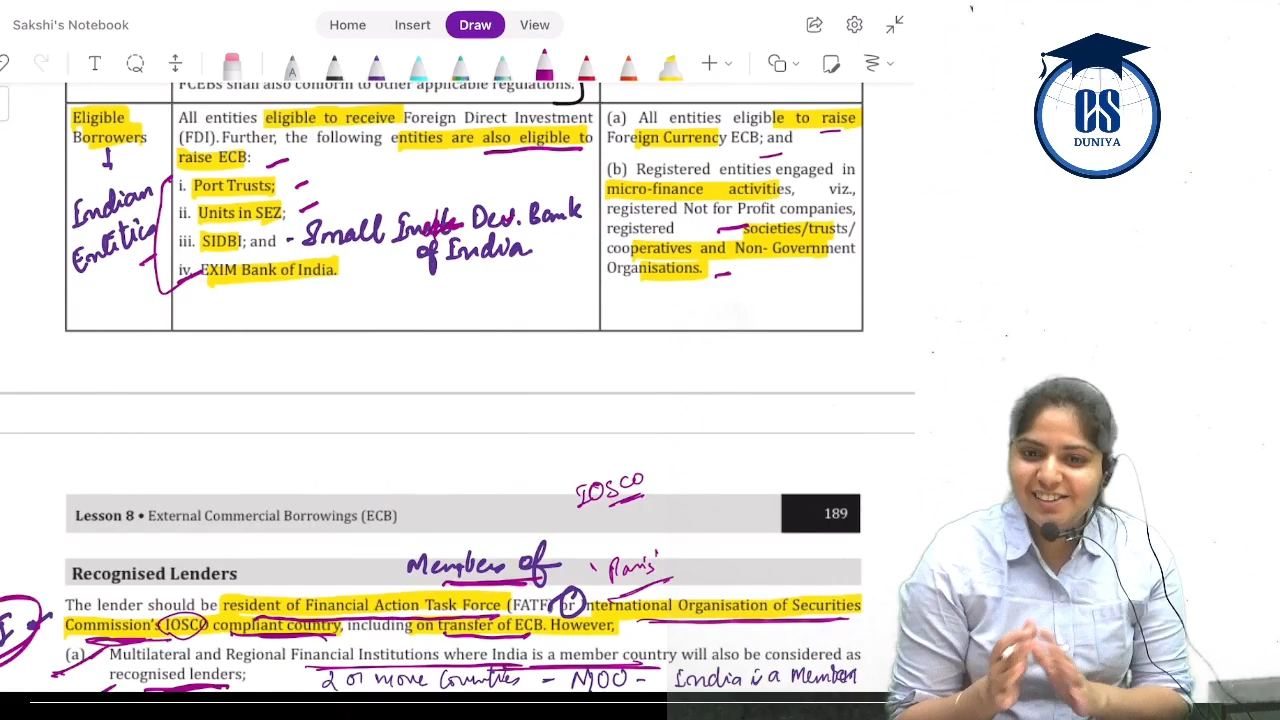 Sakshi's Notebook
Home Insert Draw View
FCEBs shall also conform to other applicable regulations.
Eligible
Borrowers
Indian
Entities
All entities eligible to receive Foreign Direct Investment
(FDI). Further, the following entities are also eligible to
raise ECB:
i. Port Trusts;
ii. Units in SEZ;
iii. SIDBI; and - Small Dev. Bank
of India
iv. EXIM Bank of India.
(a) All entities eligible to raise
Foreign Currency ECB; and
(b) Registered entities engaged in
micro-finance activities, viz.,
registered Not for Profit companies,
registered societies/trusts/
cooperatives and Non- Government
Organisations.
CS
DUNIYA
IOSCO
Lesson 8 • External Commercial Borrowings (ECB) 189
Members of 'Paris'
Recognised Lenders
The lender should be resident of Financial Action Task Force (FATF) or International Organisation of Securities
Commission's IOSCO compliant country, including on transfer of ECB. However,
(a) Multilateral and Regional Financial Institutions where India is a member country will also be considered as
recognised lenders;
2 or more Countries - MOU - India is a Member